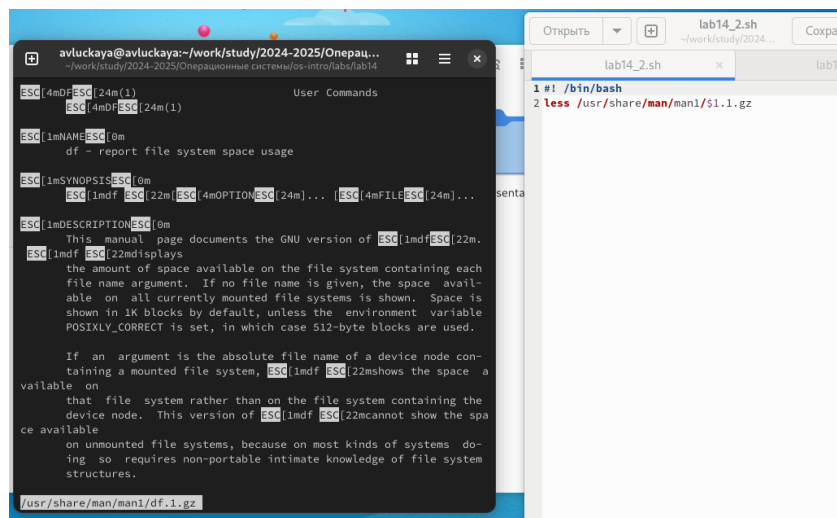 avluckaya@avluckaya:~/work/study/2024-2025/Операц...
~/work/study/2024-2025/Операционные системы/os-intro/labs/lab14
ESC[4mDFESC[24m(1) User Commands
ESC[4mDFESC[24m(1)
ESC[1mNAMEESC[0m
df - report file system space usage
ESC[1mSYNOPSISESC[0m
ESC[1mdf ESC[22m[ESC[4mOPTIONESC[24m]... [ESC[4mFILEESC[24m]...
ESC[1mDESCRIPTIONESC[0m
This manual page documents the GNU version of ESC[1mdfESC[22m.
ESC[1mdf ESC[22mdisplays
the amount of space available on the file system containing each
file name argument. If no file name is given, the space avail-
able on all currently mounted file systems is shown. Space is
shown in 1K blocks by default, unless the environment variable
POSIXLY_CORRECT is set, in which case 512-byte blocks are used.
If an argument is the absolute file name of a device node con-
taining a mounted file system, ESC[1mdf ESC[22mshows the space a
vailable on
that file system rather than on the file system containing the
device node. This version of ESC[1mdf ESC[22mcannot show the spa
ce available
on unmounted file systems, because on most kinds of systems do-
ing so requires non-portable intimate knowledge of file system
structures.
/usr/share/man/man1/df.1.gz
senta
Открыть
lab14_2.sh
~/work/study/2024...
Сохра
lab14_2.sh
lab1
1 #! /bin/bash
2 less /usr/share/man/man1/$1.1.gz